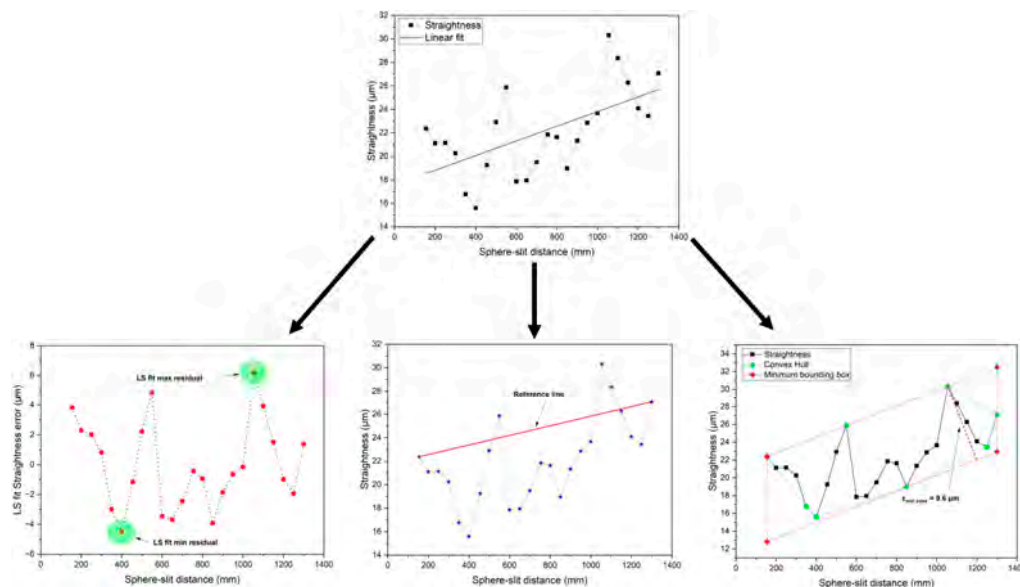 Straightness
Linear fit
Straightness (μm)
32
30
28
26
24
22
20
18
16
14
0 200 400 600 800 1000 1200 1400
Sphere-slit distance (mm)
LS fit Straightness error (μm)
8
6
4
2
0
-2
-4
-6
LS fit max residual
LS fit min residual
0 200 400 600 800 1000 1200 1400
Sphere-slit distance (mm)
Straightness (μm)
32
30
28
26
24
22
20
18
16
14
Reference line
0 200 400 600 800 1000 1200 1400
Sphere-slit distance (mm)
Straightness (μm)
34
32
30
28
26
24
22
20
18
16
14
12
Straightness
Convex Hull
Minimum bounding box
= 9.6 μm
0 200 400 600 800 1000 1200 1400
Sphere-slit distance (mm)